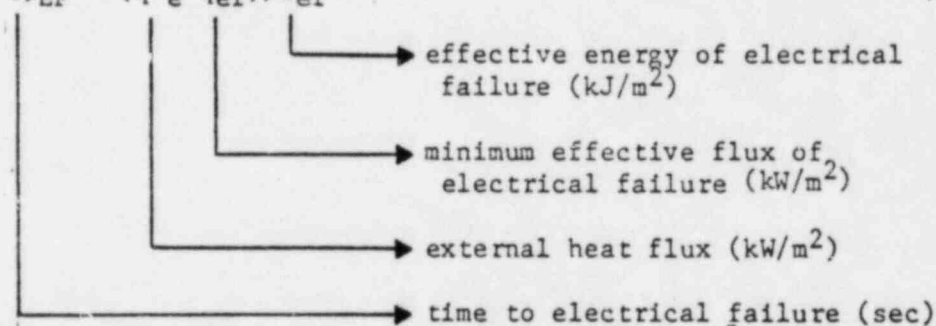 effective energy of electrical
failure (kJ/m²)
minimum effective flux of
electrical failure (kW/m²)
external heat flux (kW/m²)
time to electrical failure (sec)